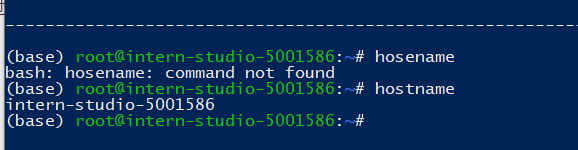 --------------------------------------------------------------------------------
(base) root@intern-studio-5001586:~# hosename
bash: hosename: command not found
(base) root@intern-studio-5001586:~# hostname
intern-studio-5001586
(base) root@intern-studio-5001586:~#